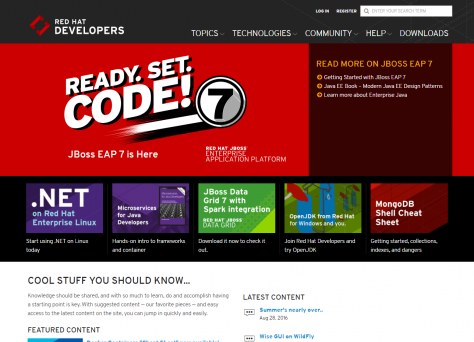 LOG IN
REGISTER
ENTER YOUR SEARCH TERM
RED HAT
DEVELOPERS
TOPICS
TECHNOLOGIES
COMMUNITY
HELP
DOWNLOADS
READY. SET.
CODE!
7
JBoss EAP 7 is Here
RED HAT JBOSS
ENTERPRISE
APPLICATION PLATFORM
READ MORE ON JBOSS EAP 7
Getting Started with JBoss EAP 7
Java EE Book – Modern Java EE Design Patterns
Learn more about Enterprise Java
.NET
on Red Hat
Enterprise Linux
Start using .NET on Linux
today
Microservices
for Java
Developers
Hands-on intro to frameworks
and container
JBoss Data
Grid 7 with
Spark Integration
RED HAT JBOSS
DATA GRID
Download it now to check it
out.
OpenJDK from Red Hat
for Windows and you.
Join Red Hat Developers and
try OpenJDK
MongoDB
Shell Cheat
Sheet
Getting started, collections,
indexes, and dangers
COOL STUFF YOU SHOULD KNOW...
Knowledge should be shared, and with so much to learn, do and accomplish having
a starting point is key. With suggested content — our favorite pieces — and easy
access to the latest content on the site, you can jump in quickly and easily.
FEATURED CONTENT
LATEST CONTENT
Summer's nearly over..
Aug 28, 2016
Wise GUI on WildFly